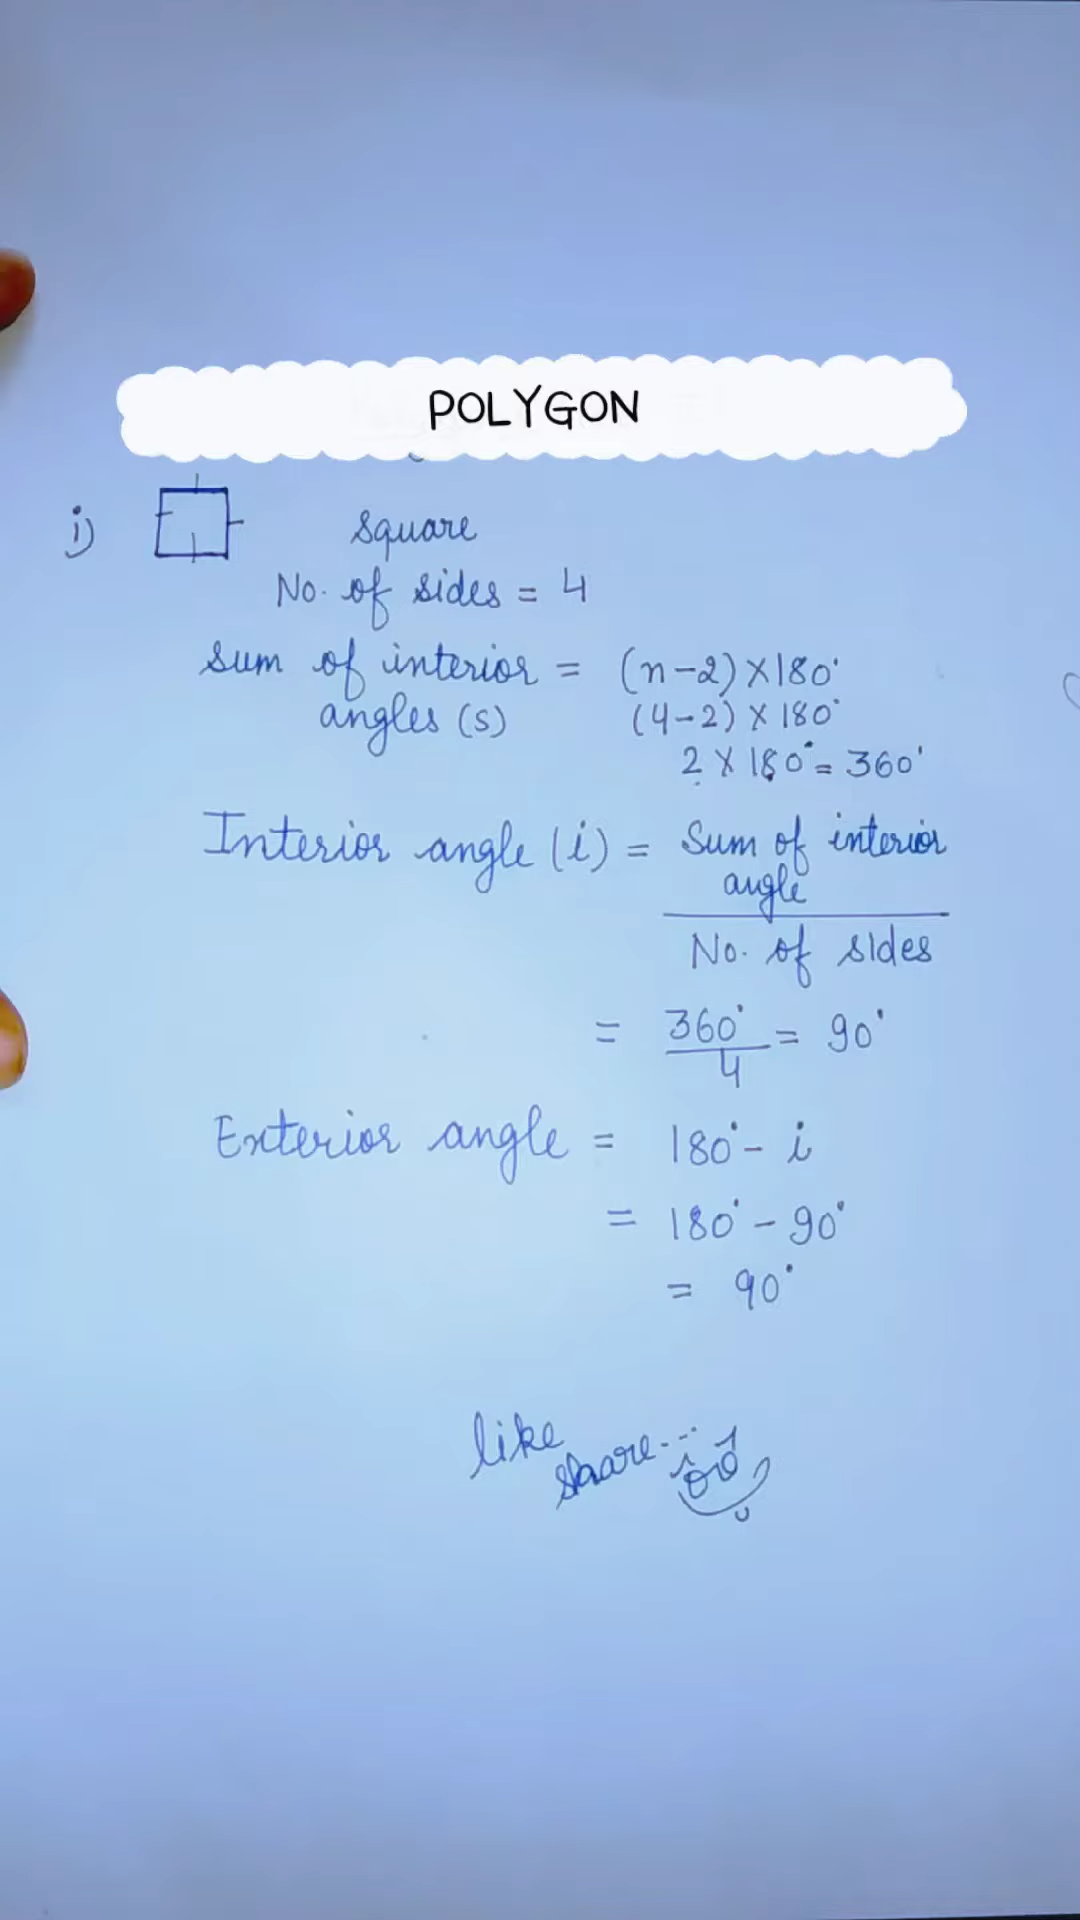 POLYGON
i) square
No. of sides = 4
Sum of interior = (n-2)×180°
angles (s) (4-2) × 180°
2 × 180° = 360°
Interior angle (i) = Sum of interior
angle
No. of sides
= 360°
4 = 90°
Exterior angle = 180° - i
= 180° - 90°
= 90°
like
share...